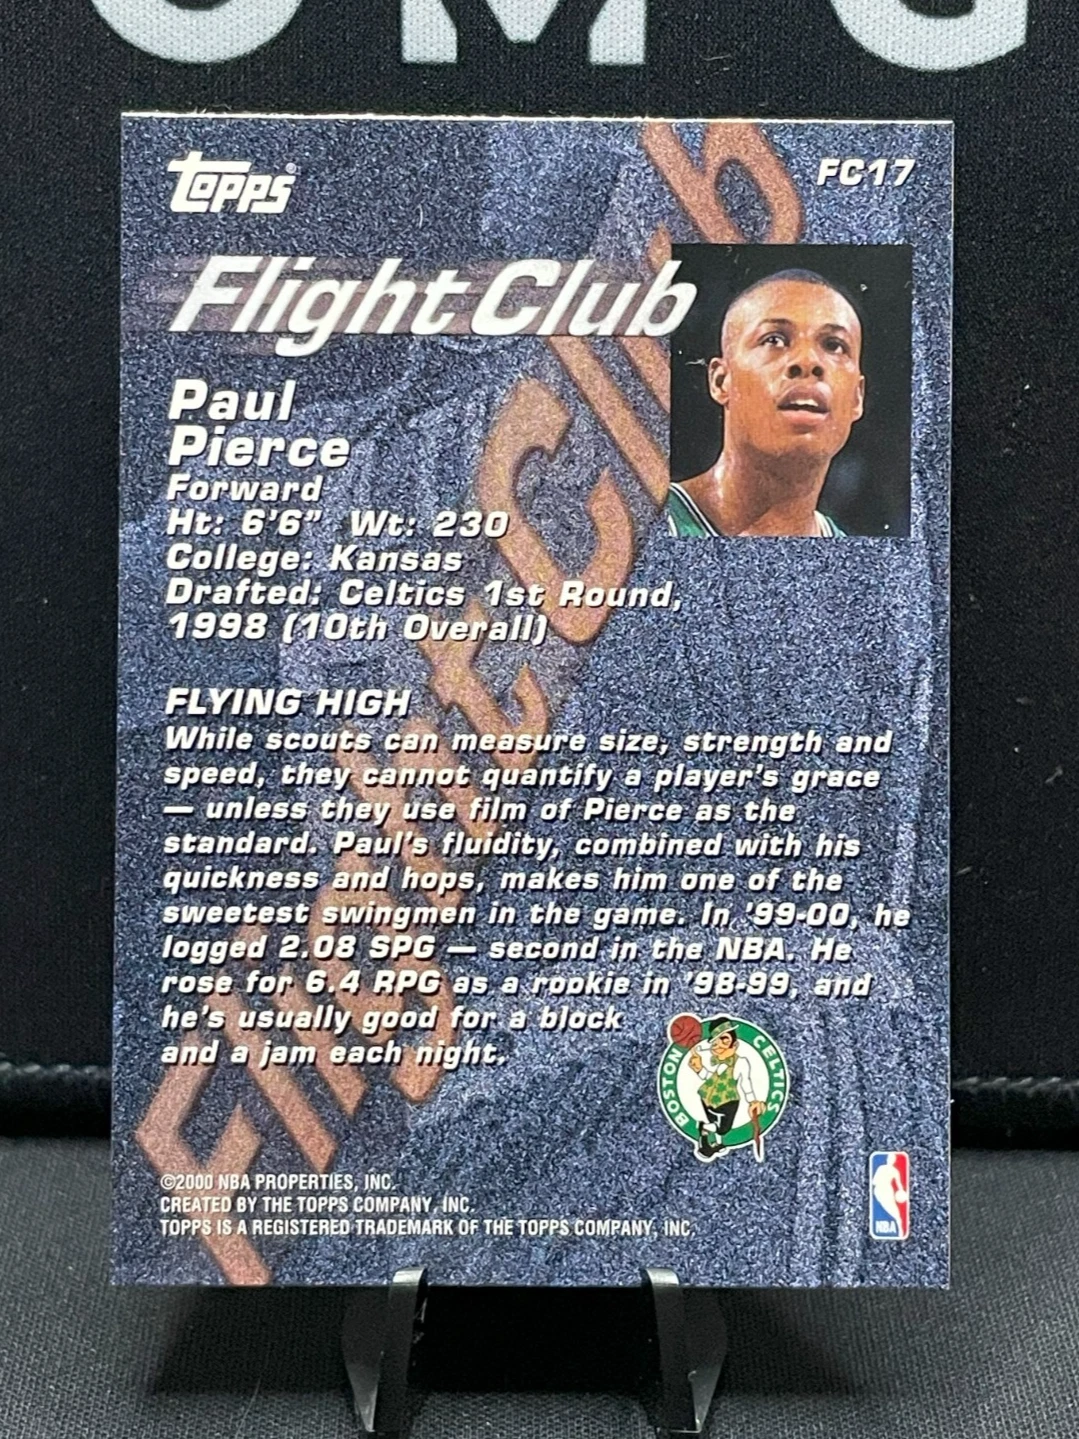 OMG
TOPPS®
FC17
Flight Club
Flight Club
Paul
Pierce
Forward
Ht: 6'6" Wt: 230
College: Kansas
Drafted: Celtics 1st Round,
1998 (10th Overall)
FLYING HIGH
While scouts can measure size, strength and
speed, they cannot quantify a player's grace
— unless they use film of Pierce as the
standard. Paul's fluidity, combined with his
quickness and hops, makes him one of the
sweetest swingmen in the game. In '99-00, he
logged 2.08 SPG — second in the NBA. He
rose for 6.4 RPG as a rookie in '98-99, and
he's usually good for a block
and a jam each night.
BOSTON CELTICS
©2000 NBA PROPERTIES, INC.
CREATED BY THE TOPPS COMPANY, INC.
TOPPS IS A REGISTERED TRADEMARK OF THE TOPPS COMPANY, INC.
NBA